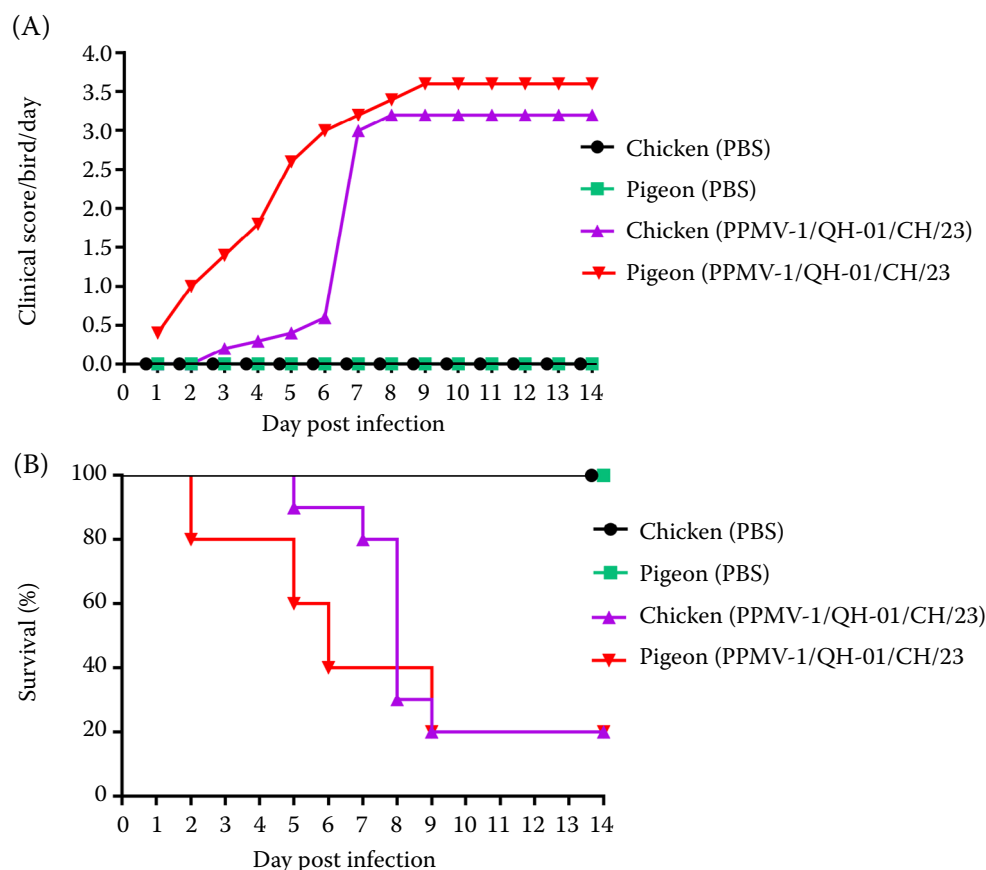 (A)
Clinical score/bird/day
4.0
3.5
3.0
2.5
2.0
1.5
1.0
0.5
0.0
0 1 2 3 4 5 6 7 8 9 10 11 12 13 14
Day post infection
Chicken (PBS)
Pigeon (PBS)
Chicken (PPMV-1/QH-01/CH/23)
Pigeon (PPMV-1/QH-01/CH/23
(B)
Survival (%)
100
80
60
40
20
0
0 1 2 3 4 5 6 7 8 9 10 11 12 13 14
Day post infection
Chicken (PBS)
Pigeon (PBS)
Chicken (PPMV-1/QH-01/CH/23)
Pigeon (PPMV-1/QH-01/CH/23